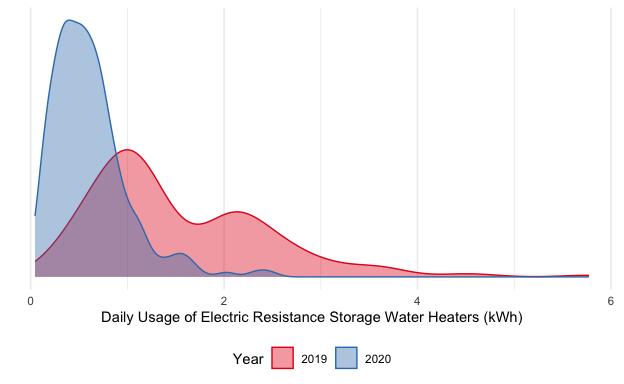 0 2 4 6
Daily Usage of Electric Resistance Storage Water Heaters (kWh)
Year 2019 2020